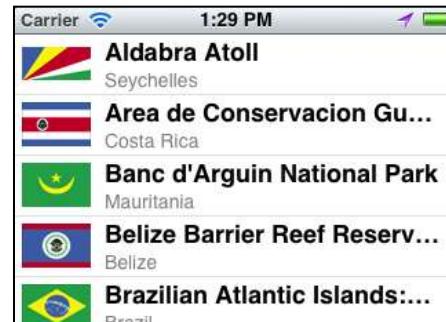 Carrier 1:29 PM
Aldabra Atoll
Seychelles
Area de Conservacion Gu...
Costa Rica
Banc d'Arguin National Park
Mauritania
Belize Barrier Reef Reserv...
Belize
Brazilian Atlantic Islands:...
Brazil